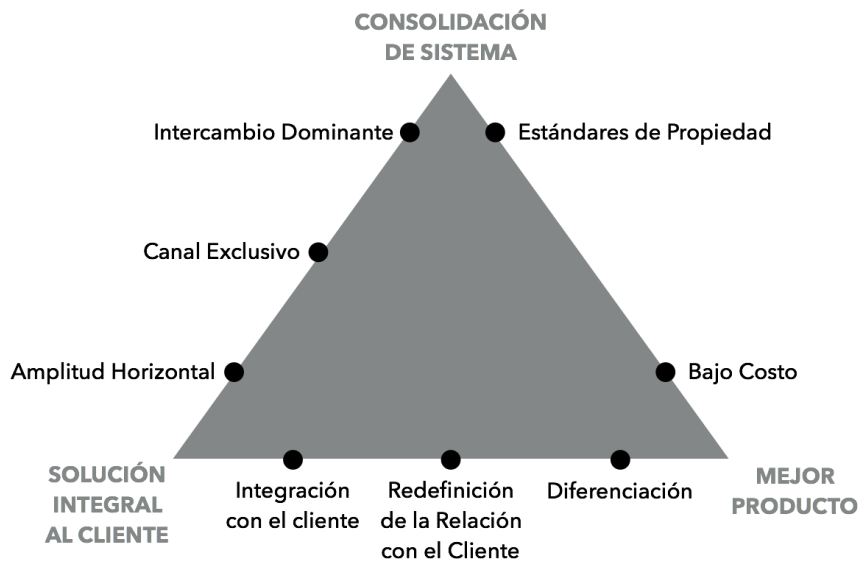 CONSOLIDACIÓN
DE SISTEMA
Intercambio Dominante
Estándares de Propiedad
Canal Exclusivo
Amplitud Horizontal
Bajo Costo
SOLUCIÓN
INTEGRAL
AL CLIENTE
Integración
con el cliente
Redefinición
de la Relación
con el Cliente
Diferenciación
MEJOR
PRODUCTO